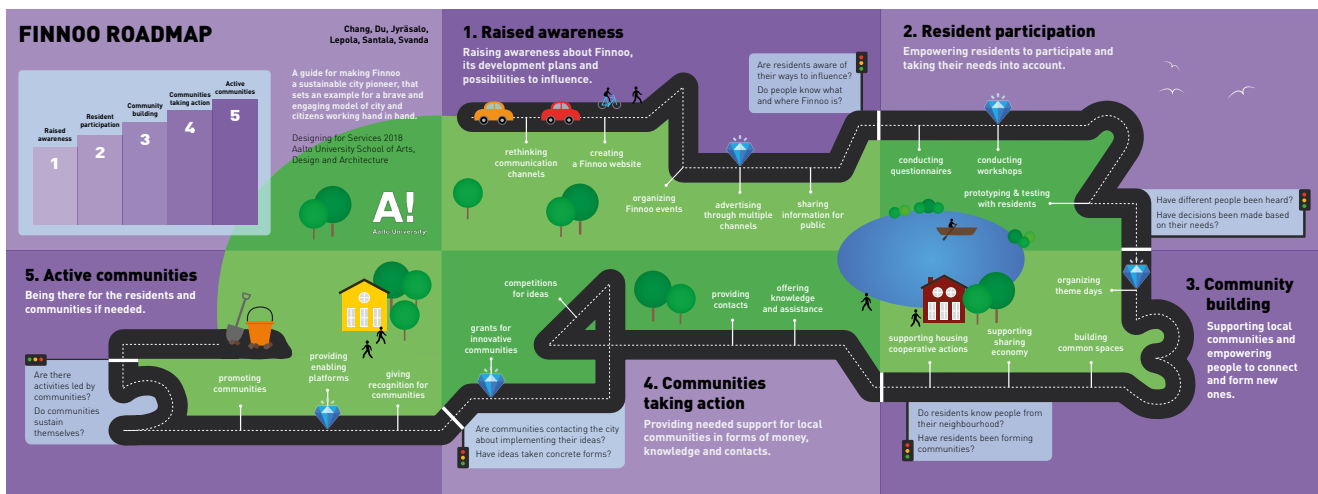 FINNOO ROADMAP
Chang, Du, Jyräsalo,
Lepola, Santala, Svanda
A guide for making Finnoo
a sustainable city pioneer, that
sets an example for a brave and
engaging model of city and
citizens working hand in hand.
Designing for Services 2018
Aalto University School of Arts,
Design and Architecture
Raised
awareness
1
Resident
participation
2
Community
building
3
Communities
taking action
4
Active
communities
5
A!
Aalto University
1. Raised awareness
Raising awareness about Finnoo,
its development plans and
possibilities to influence.
rethinking
communication
channels
creating
a Finnoo website
organizing
Finnoo events
advertising
through multiple
channels
sharing
information for
public
Are residents aware of
their ways to influence?
Do people know what
and where Finnoo is?
2. Resident participation
Empowering residents to participate and
taking their needs into account.
conducting
questionnaires
conducting
workshops
prototyping & testing
with residents
Have different people been heard?
Have decisions been made based
on their needs?
3. Community
building
Supporting local
communities and
empowering
people to connect
and form new
ones.
organizing
theme days
building
common spaces
supporting
sharing
economy
supporting housing
cooperative actions
Do residents know people from
their neighbourhood?
Have residents been forming
communities?
4. Communities
taking action
Providing needed support for local
communities in forms of money,
knowledge and contacts.
offering
knowledge
and assistance
providing
contacts
competitions
for ideas
grants for
innovative
communities
Are communities contacting the city
about implementing their ideas?
Have ideas taken concrete forms?
5. Active communities
Being there for the residents and
communities if needed.
giving
recognition for
communities
providing
enabling
platforms
promoting
communities
Are there
activities led by
communities?
Do communities
sustain
themselves?